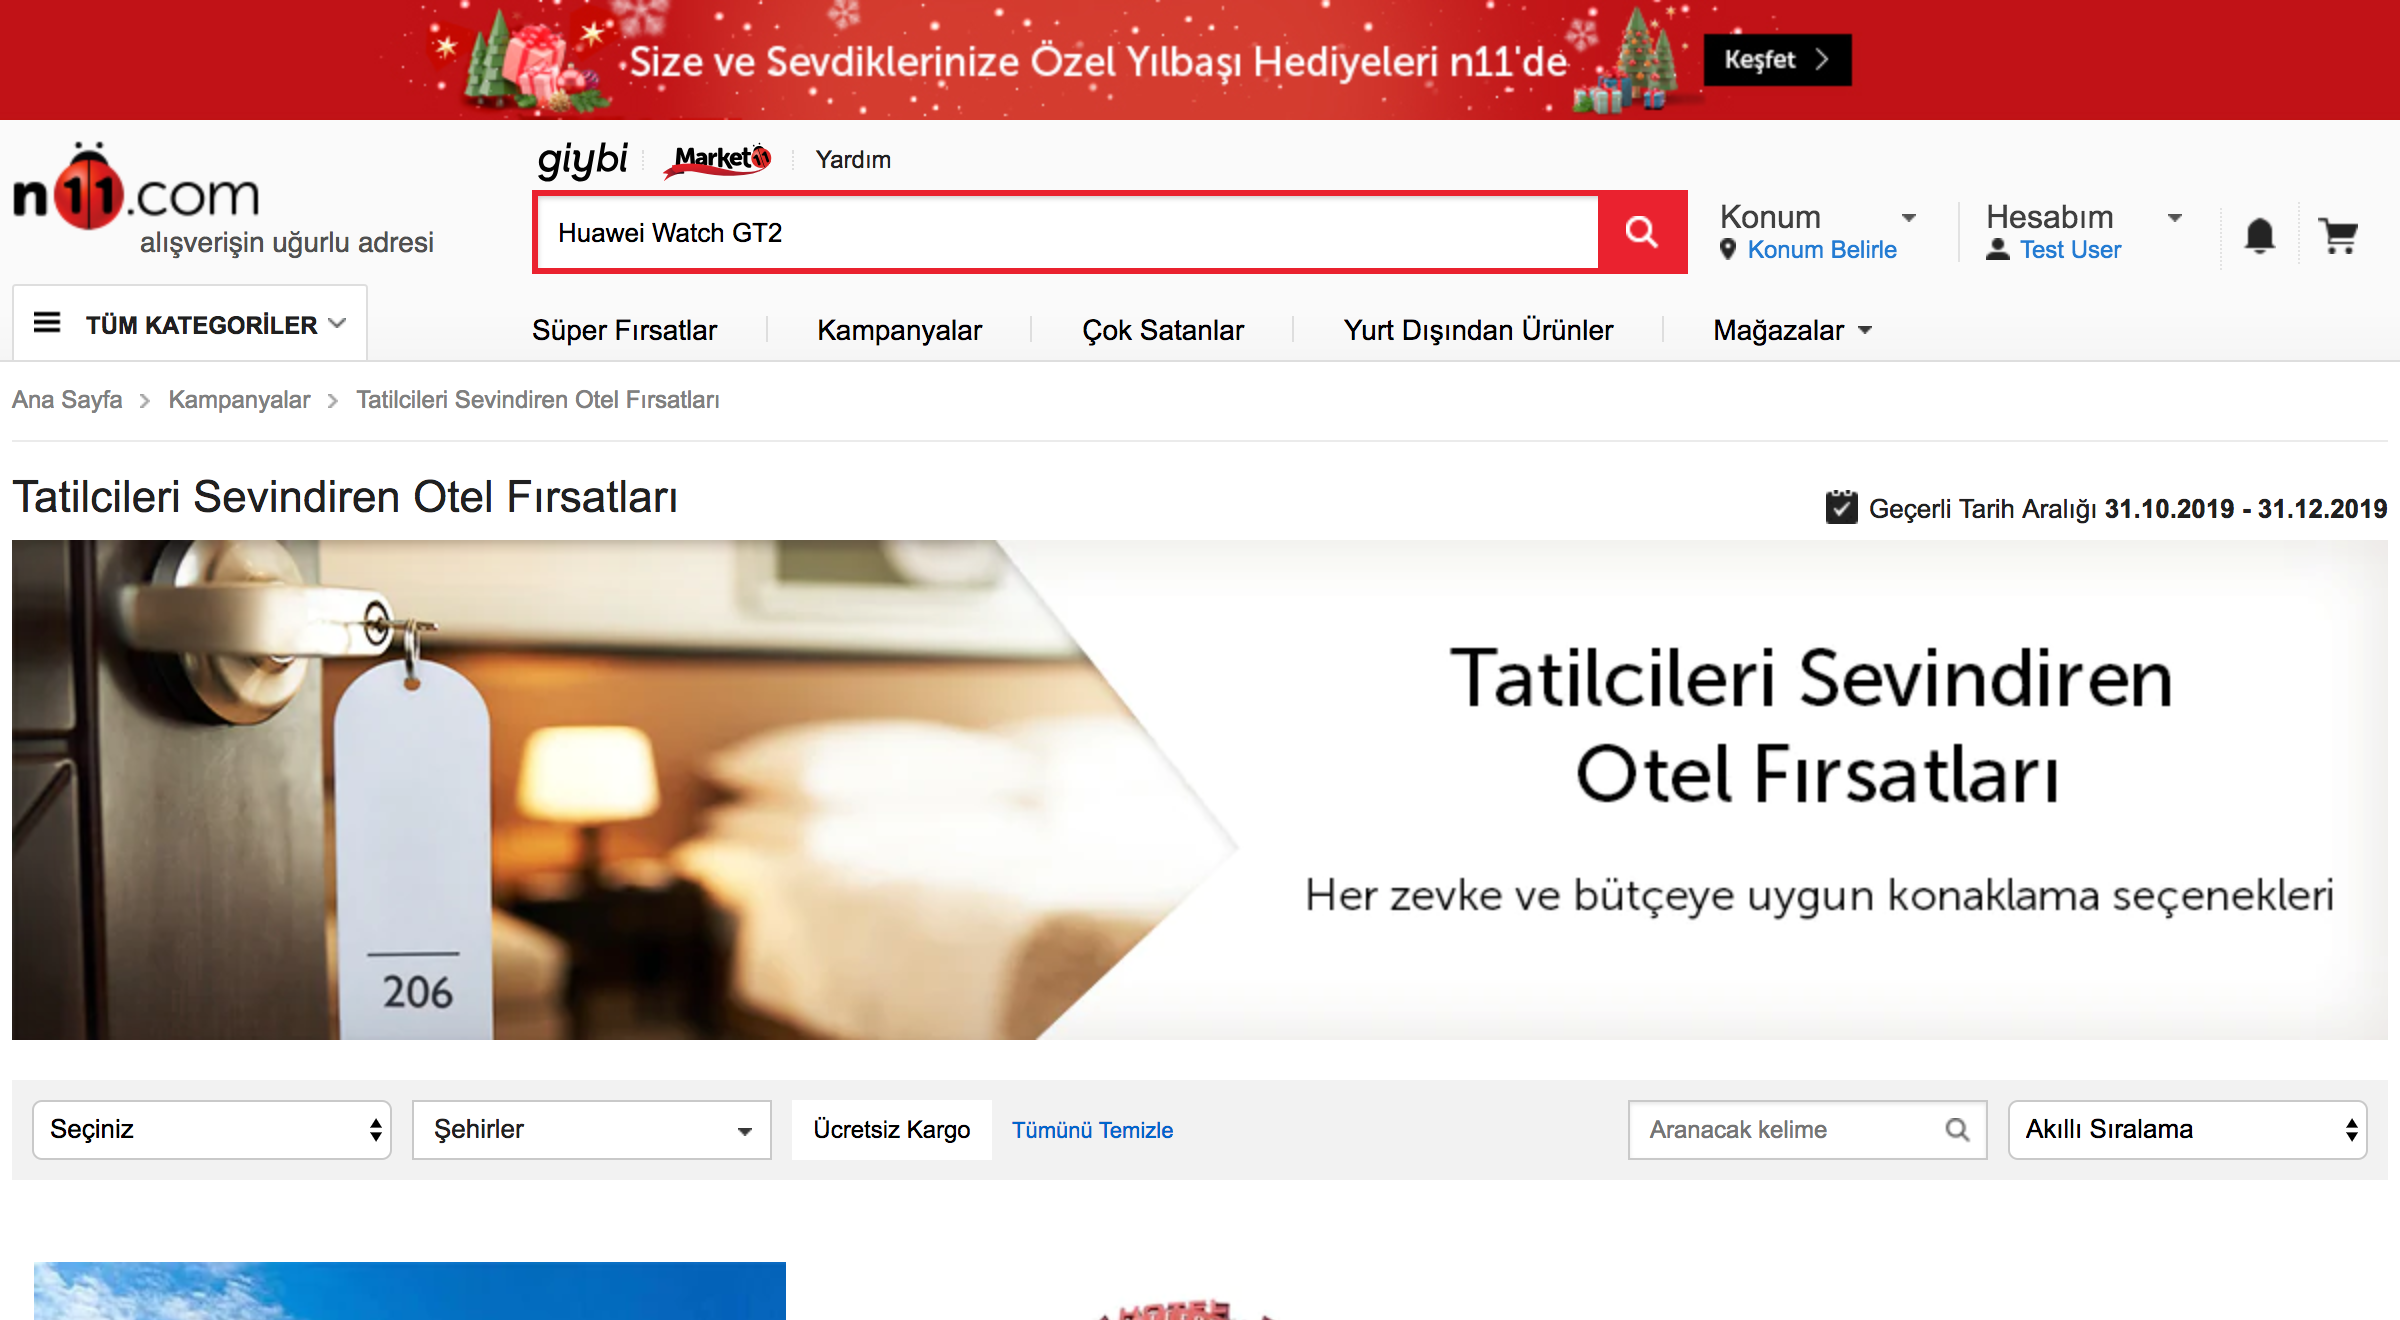 Size ve Sevdiklerinize Özel Yılbaşı Hediyeleri n11'de
Keşfet
giybi
Market11
Yardım
n11.com
alışverişin uğurlu adresi
Huawei Watch GT2
Konum
Konum Belirle
Hesabım
Test User
TÜM KATEGORİLER
Süper Fırsatlar
Kampanyalar
Çok Satanlar
Yurt Dışından Ürünler
Mağazalar
Ana Sayfa > Kampanyalar > Tatilcileri Sevindiren Otel Fırsatları
Tatilcileri Sevindiren Otel Fırsatları
Geçerli Tarih Aralığı 31.10.2019 - 31.12.2019
206
Tatilcileri Sevindiren
Otel Fırsatları
Her zevke ve bütçeye uygun konaklama seçenekleri
Seçiniz
Şehirler
Ücretsiz Kargo
Tümünü Temizle
Aranacak kelime
Akıllı Sıralama